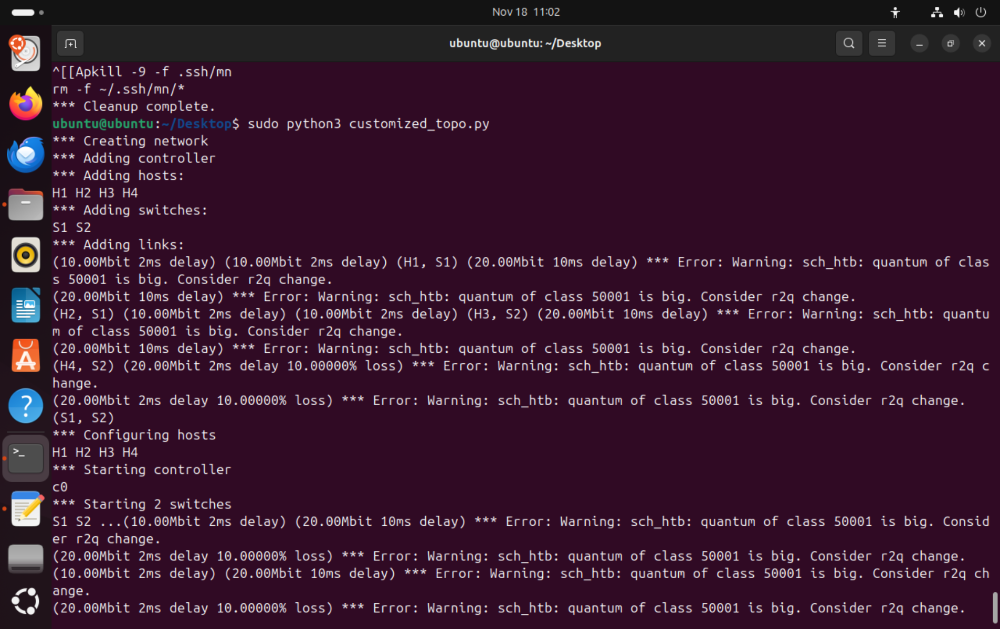 Nov 18 11:02
ubuntu@ubuntu: ~/Desktop
^[[Apkill -9 -f .ssh/mn
rm -f ~/.ssh/mn/*
*** Cleanup complete.
ubuntu@ubuntu:~/Desktop$ sudo python3 customized_topo.py
*** Creating network
*** Adding controller
*** Adding hosts:
H1 H2 H3 H4
*** Adding switches:
S1 S2
*** Adding links:
(10.00Mbit 2ms delay) (10.00Mbit 2ms delay) (H1, S1) (20.00Mbit 10ms delay) *** Error: Warning: sch_htb: quantum of clas
s 50001 is big. Consider r2q change.
(20.00Mbit 10ms delay) *** Error: Warning: sch_htb: quantum of class 50001 is big. Consider r2q change.
(H2, S1) (10.00Mbit 2ms delay) (10.00Mbit 2ms delay) (H3, S2) (20.00Mbit 10ms delay) *** Error: Warning: sch_htb: quantu
m of class 50001 is big. Consider r2q change.
(20.00Mbit 10ms delay) *** Error: Warning: sch_htb: quantum of class 50001 is big. Consider r2q change.
(H4, S2) (20.00Mbit 2ms delay 10.00000% loss) *** Error: Warning: sch_htb: quantum of class 50001 is big. Consider r2q c
hange.
(20.00Mbit 2ms delay 10.00000% loss) *** Error: Warning: sch_htb: quantum of class 50001 is big. Consider r2q change.
(S1, S2)
*** Configuring hosts
H1 H2 H3 H4
*** Starting controller
c0
*** Starting 2 switches
S1 S2 ...(10.00Mbit 2ms delay) (20.00Mbit 10ms delay) *** Error: Warning: sch_htb: quantum of class 50001 is big. Consid
er r2q change.
(20.00Mbit 2ms delay 10.00000% loss) *** Error: Warning: sch_htb: quantum of class 50001 is big. Consider r2q change.
(10.00Mbit 2ms delay) (20.00Mbit 10ms delay) *** Error: Warning: sch_htb: quantum of class 50001 is big. Consider r2q ch
ange.
(20.00Mbit 2ms delay 10.00000% loss) *** Error: Warning: sch_htb: quantum of class 50001 is big. Consider r2q change.